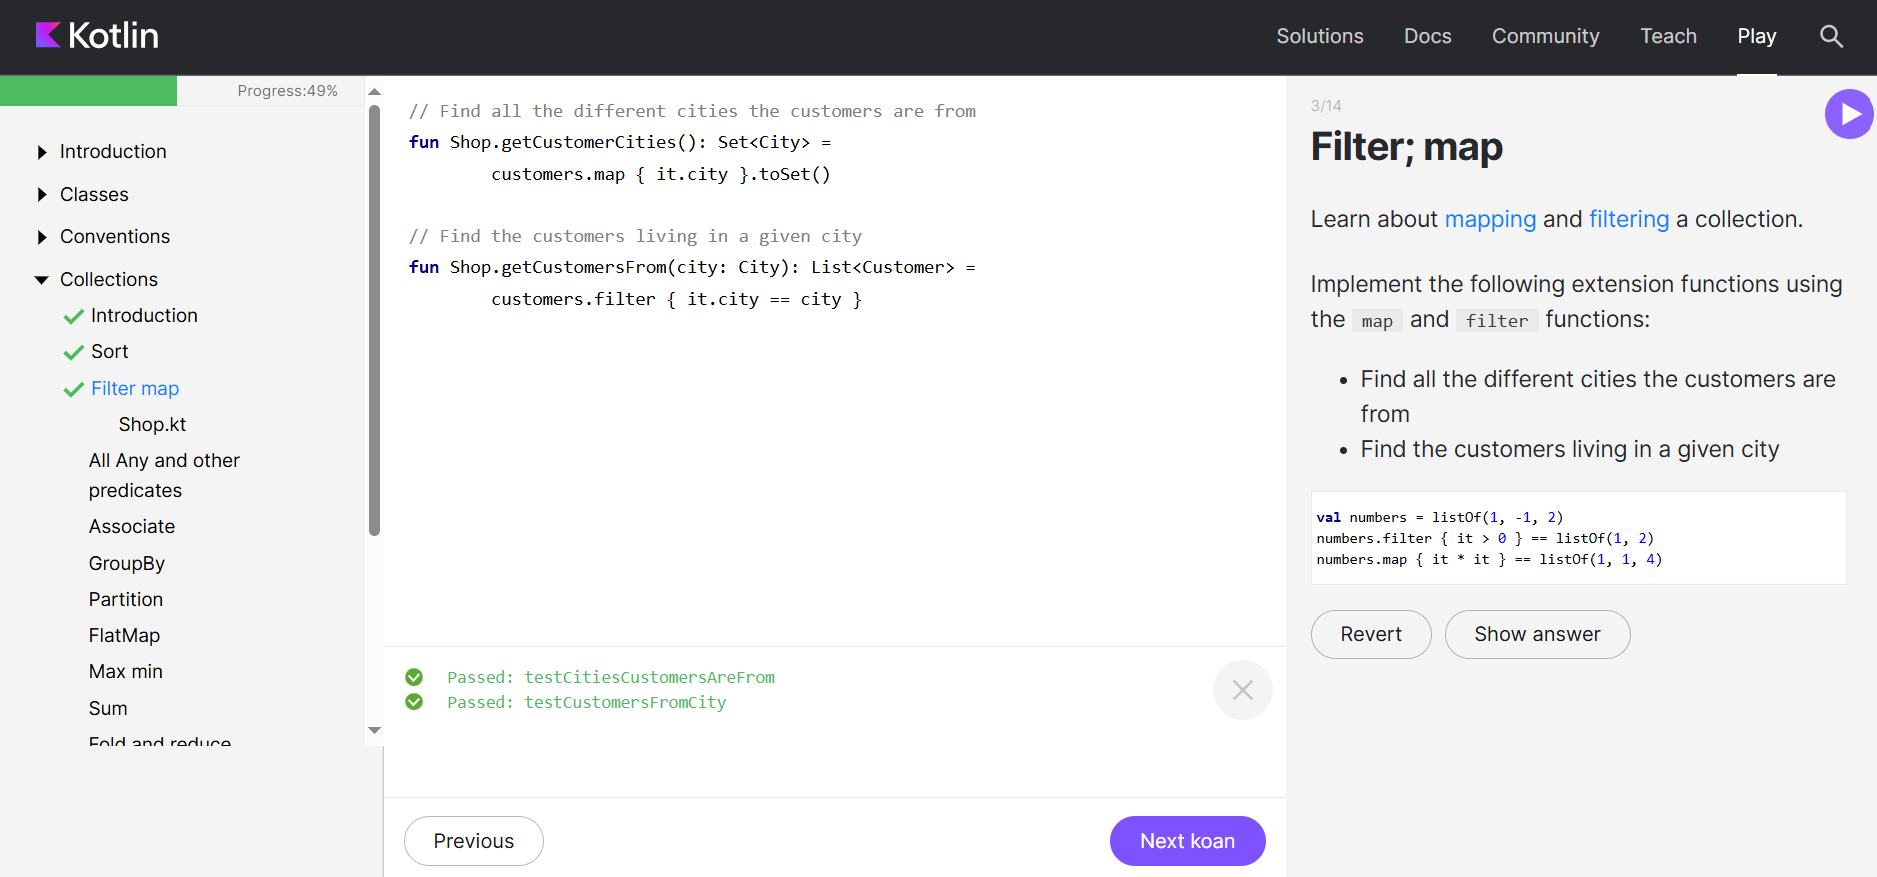 Kotlin
Solutions
Docs
Community
Teach
Play
Progress:49%
Introduction
Classes
Conventions
Collections
Introduction
Sort
Filter map
Shop.kt
All Any and other
predicates
Associate
GroupBy
Partition
FlatMap
Max min
Sum
Fold and reduce
// Find all the different cities the customers are from
fun Shop.getCustomerCities(): Set<City> =
        customers.map { it.city }.toSet()
// Find the customers living in a given city
fun Shop.getCustomersFrom(city: City): List<Customer> =
        customers.filter { it.city == city }
Passed: testCitiesCustomersAreFrom
Passed: testCustomersFromCity
Previous
Next koan
3/14
Filter; map
Learn about mapping and filtering a collection.
Implement the following extension functions using
the map and filter functions:
• Find all the different cities the customers are
from
• Find the customers living in a given city
val numbers = listOf(1, -1, 2)
numbers.filter { it > 0 } == listOf(1, 2)
numbers.map { it * it } == listOf(1, 1, 4)
Revert
Show answer